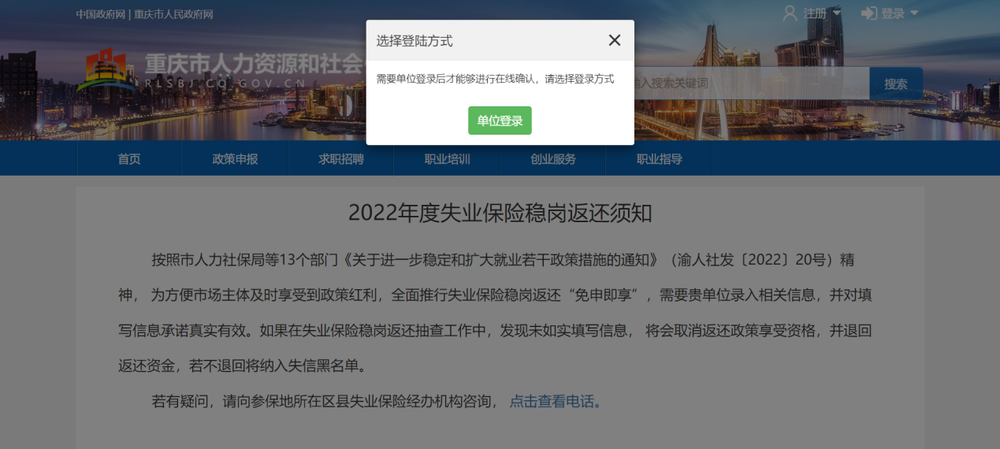 中国政府网 | 重庆市人民政府网
注册
登录
选择登陆方式
需要单位登录后才能够进行在线确认，请选择登录方式
单位登录
重庆市人力资源和社会
RLSBJ.CQ.GOV.CN
输入搜索关键词
搜索
首页
政策申报
求职招聘
职业培训
创业服务
职业指导
2022年度失业保险稳岗返还须知
按照市人力社保局等13个部门《关于进一步稳定和扩大就业若干政策措施的通知》（渝人社发〔2022〕20号）精
神， 为方便市场主体及时享受到政策红利，全面推行失业保险稳岗返还“免申即享”，需要贵单位录入相关信息，并对填
写信息承诺真实有效。如果在失业保险稳岗返还抽查工作中，发现未如实填写信息， 将会取消返还政策享受资格，并退回
返还资金，若不退回将纳入失信黑名单。
若有疑问，请向参保地所在区县失业保险经办机构咨询， 点击查看电话。